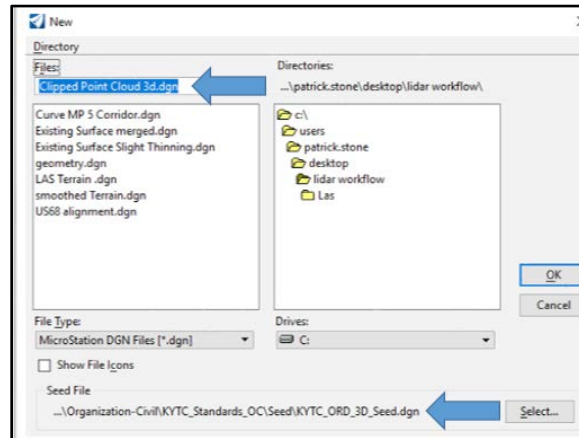 New
Directory
Files:
Clipped Point Cloud 3d.dgn
Curve MP 5 Corridor.dgn
Existing Surface merged.dgn
Existing Surface Slight Thinning.dgn
geometry.dgn
LAS Terrain .dgn
smoothed Terrain.dgn
US68 alignment.dgn
Directories:
...\patrick.stone\desktop\lidar workflow\
c:\
users
patrick.stone
desktop
lidar workflow
Las
OK
Cancel
File Type:
MicroStation DGN Files [*.dgn]
Drives:
C:
Show File Icons
Seed File
...\Organization-Civil\KYTC_Standards_OC\Seed\KYTC_ORD_3D_Seed.dgn
Select...